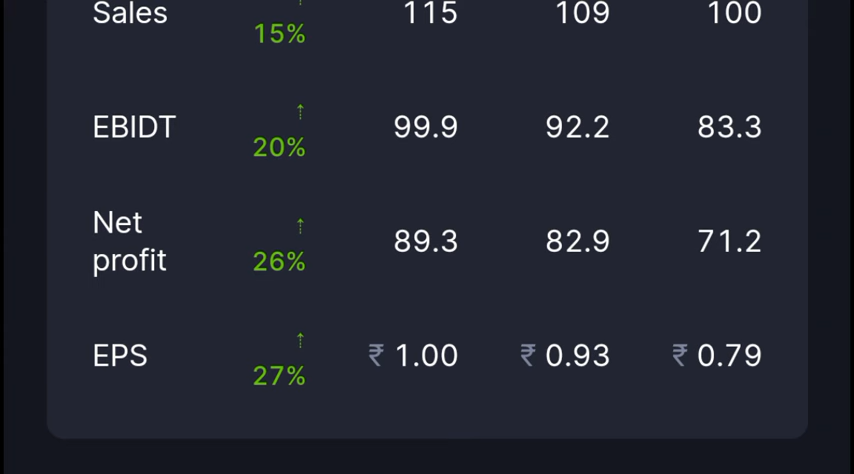 Sales ↑ 115 109 100
15%
EBIDT ⇡ 99.9 92.2 83.3
20%
Net profit ⇡ 89.3 82.9 71.2
26%
EPS ⇡ ₹ 1.00 ₹ 0.93 ₹ 0.79
27%